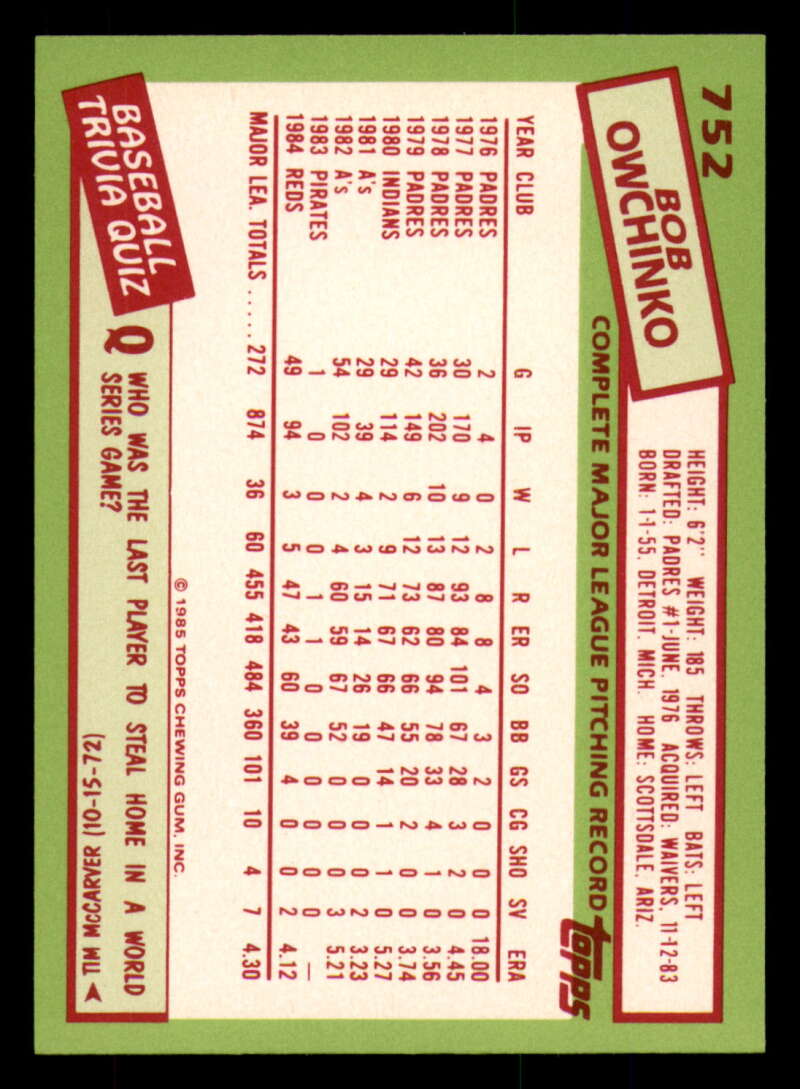 752
BOB
OWCHINKO
HEIGHT: 6'2" WEIGHT: 185 THROWS: LEFT BATS: LEFT
DRAFTED: PADRES #1-JUNE, 1976 ACQUIRED: WAIVERS, 11-12-83
BORN: 1-1-55, DETROIT, MICH. HOME: SCOTTSDALE, ARIZ.
COMPLETE MAJOR LEAGUE PITCHING RECORD
topps
YEAR CLUB G IP W L R ER SO BB GS CG SHO SV ERA
1976 PADRES 2 4 0 2 8 8 4 3 2 0 0 0 18.00
1977 PADRES 30 170 9 12 93 84 101 67 28 3 2 0 4.45
1978 PADRES 36 202 10 13 87 80 94 78 33 4 1 0 3.56
1979 PADRES 42 149 6 12 73 62 66 55 20 2 0 0 3.74
1980 INDIANS 29 114 2 9 71 67 66 47 14 1 1 0 5.27
1981 A's 29 39 4 3 15 14 26 19 0 0 0 2 3.23
1982 A's 54 102 2 4 60 59 67 52 0 0 0 3 5.21
1983 PIRATES 1 0 0 0 1 1 0 0 0 0 0 0 —
1984 REDS 49 94 3 5 47 43 60 39 4 0 0 2 4.12
MAJOR LEA. TOTALS ...... 272 874 36 60 455 418 484 360 101 10 4 7 4.30
© 1985 TOPPS CHEWING GUM, INC.
BASEBALL
TRIVIA QUIZ
Q WHO WAS THE LAST PLAYER TO STEAL HOME IN A WORLD
SERIES GAME?
TIM MCCARVER (10-15-72)